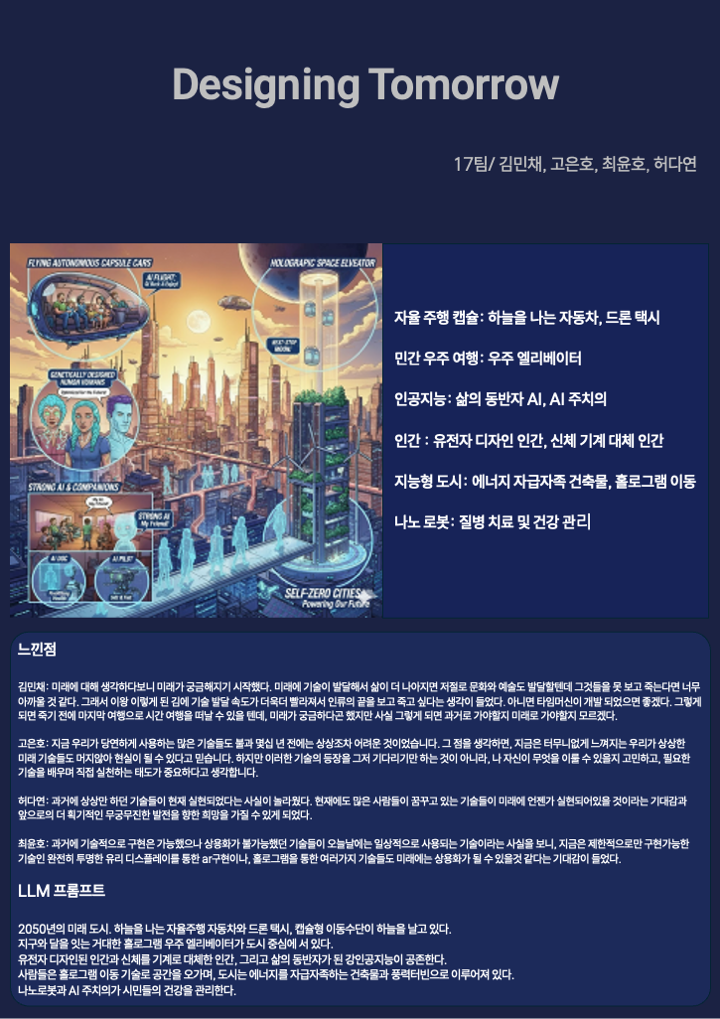 Designing Tomorrow
17팀/ 김민채, 고은호, 최윤호, 허다연
FLYING AUTONOMOUS CAPSULE CARS
AI FLIGHT:
HOLOGRAPIC SPACE ELVEATOR
NEXT-STOP
MOON!
GENETICALLY DESIGNED
HUMAN HUMANS
STRONG AI & COMPANIONS
My AI
My Friend!
STRONG AI
My Friend!
AI DOC
AI PILOT
SELF-ZERO CITIES
Powering Our Future
자율 주행 캡슐: 하늘을 나는 자동차, 드론 택시
민간 우주 여행: 우주 엘리베이터
인공지능: 삶의 동반자 AI, AI 주치의
인간 : 유전자 디자인 인간, 신체 기계 대체 인간
지능형 도시: 에너지 자급자족 건축물, 홀로그램 이동
나노 로봇: 질병 치료 및 건강 관리
느낀점
김민채: 미래에 대해 생각하다보니 미래가 궁금해지기 시작했다. 미래에 기술이 발달해서 삶이 더 나아지면 저절로 문화와 예술도 발달할텐데 그것들을 못 보고 죽는다면 너무
아까울 것 같다. 그래서 이왕 이렇게 된 김에 기술 발달 속도가 더욱더 빨라져서 인류의 끝을 보고 죽고 싶다는 생각이 들었다. 아니면 타임머신이 개발 되었으면 좋겠다. 그렇게
되면 죽기 전에 마지막 여행으로 시간 여행을 떠날 수 있을 텐데, 미래가 궁금하다곤 했지만 사실 그렇게 되면 과거로 가야할지 미래로 가야할지 모르겠다.
고은호: 지금 우리가 당연하게 사용하는 많은 기술들도 불과 몇십 년 전에는 상상조차 어려운 것이었습니다. 그 점을 생각하면, 지금은 터무니없게 느껴지는 우리가 상상한
미래 기술들도 머지않아 현실이 될 수 있다고 믿습니다. 하지만 이러한 기술의 등장을 그저 기다리기만 하는 것이 아니라, 나 자신이 무엇을 이룰 수 있을지 고민하고, 필요한
기술을 배우며 직접 실천하는 태도가 중요하다고 생각합니다.
허다연: 과거에 상상만 하던 기술들이 현재 실현되었다는 사실이 놀라웠다. 현재에도 많은 사람들이 꿈꾸고 있는 기술들이 미래에 언젠가 실현되어있을 것이라는 기대감과
앞으로의 더 획기적인 무궁무진한 발전을 향한 희망을 가질 수 있게 되었다.
최윤호: 과거에 기술적으로 구현은 가능했으나 상용화가 불가능했던 기술들이 오늘날에는 일상적으로 사용되는 기술이라는 사실을 보니, 지금은 제한적으로만 구현가능한
기술인 완전히 투명한 유리 디스플레이를 통한 ar구현이나, 홀로그램을 통한 여러가지 기술들도 미래에는 상용화가 될 수 있을것 같다는 기대감이 들었다.
LLM 프롬프트
2050년의 미래 도시. 하늘을 나는 자율주행 자동차와 드론 택시, 캡슐형 이동수단이 하늘을 날고 있다.
지구와 달을 잇는 거대한 홀로그램 우주 엘리베이터가 도시 중심에 서 있다.
유전자 디자인된 인간과 신체를 기계로 대체한 인간, 그리고 삶의 동반자가 된 강인공지능이 공존한다.
사람들은 홀로그램 이동 기술로 공간을 오가며, 도시는 에너지를 자급자족하는 건축물과 풍력터빈으로 이루어져 있다.
나노로봇과 AI 주치의가 시민들의 건강을 관리한다.